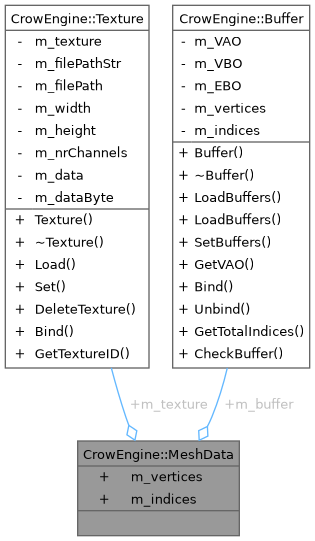 CrowEngine::Texture
- m_texture
- m_filePathStr
- m_filePath
- m_width
- m_height
- m_nrChannels
- m_data
- m_dataByte
+ Texture()
+ ~Texture()
+ Load()
+ Set()
+ DeleteTexture()
+ Bind()
+ GetTextureID()
CrowEngine::Buffer
- m_VAO
- m_VBO
- m_EBO
- m_vertices
- m_indices
+ Buffer()
+ ~Buffer()
+ LoadBuffers()
+ LoadBuffers()
+ SetBuffers()
+ GetVAO()
+ Bind()
+ Unbind()
+ GetTotalIndices()
+ CheckBuffer()
+m_texture
+m_buffer
CrowEngine::MeshData
+ m_vertices
+ m_indices